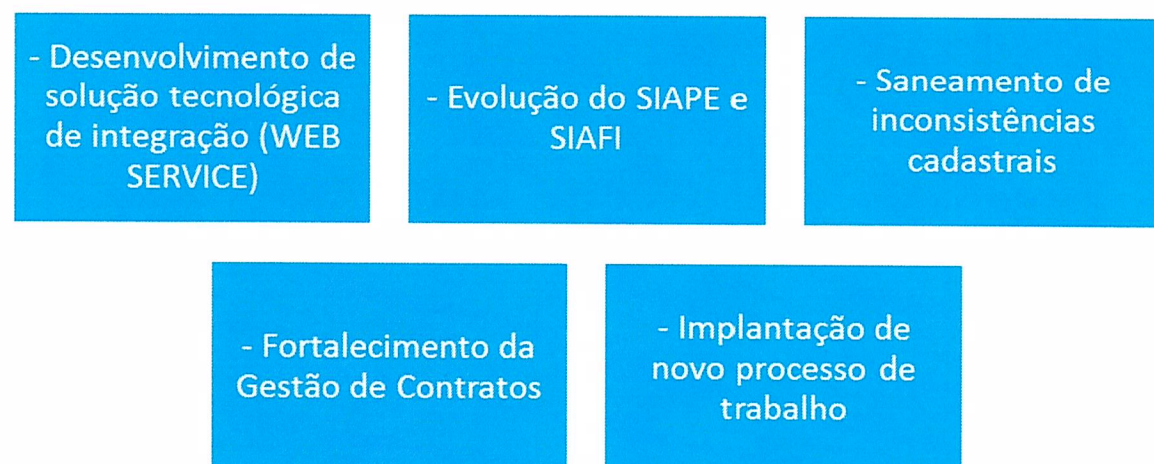 - Desenvolvimento de
solução tecnológica
de integração (WEB
SERVICE)
- Evolução do SIAPE e
SIAFI
- Saneamento de
inconsistências
cadastrais
- Fortalecimento da
Gestão de Contratos
- Implantação de
novo processo de
trabalho